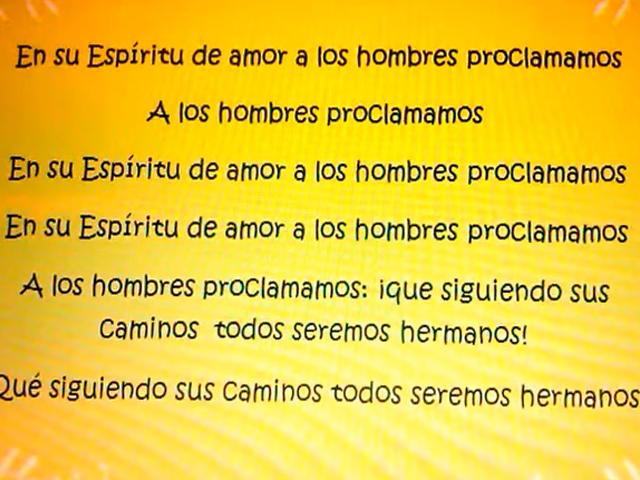 En su Espíritu de amor a los hombres proclamamos
A los hombres proclamamos
En su Espíritu de amor a los hombres proclamamos
En su Espíritu de amor a los hombres proclamamos
A los hombres proclamamos: ¡que siguiendo sus
caminos todos seremos hermanos!
Qué siguiendo sus caminos todos seremos hermanos